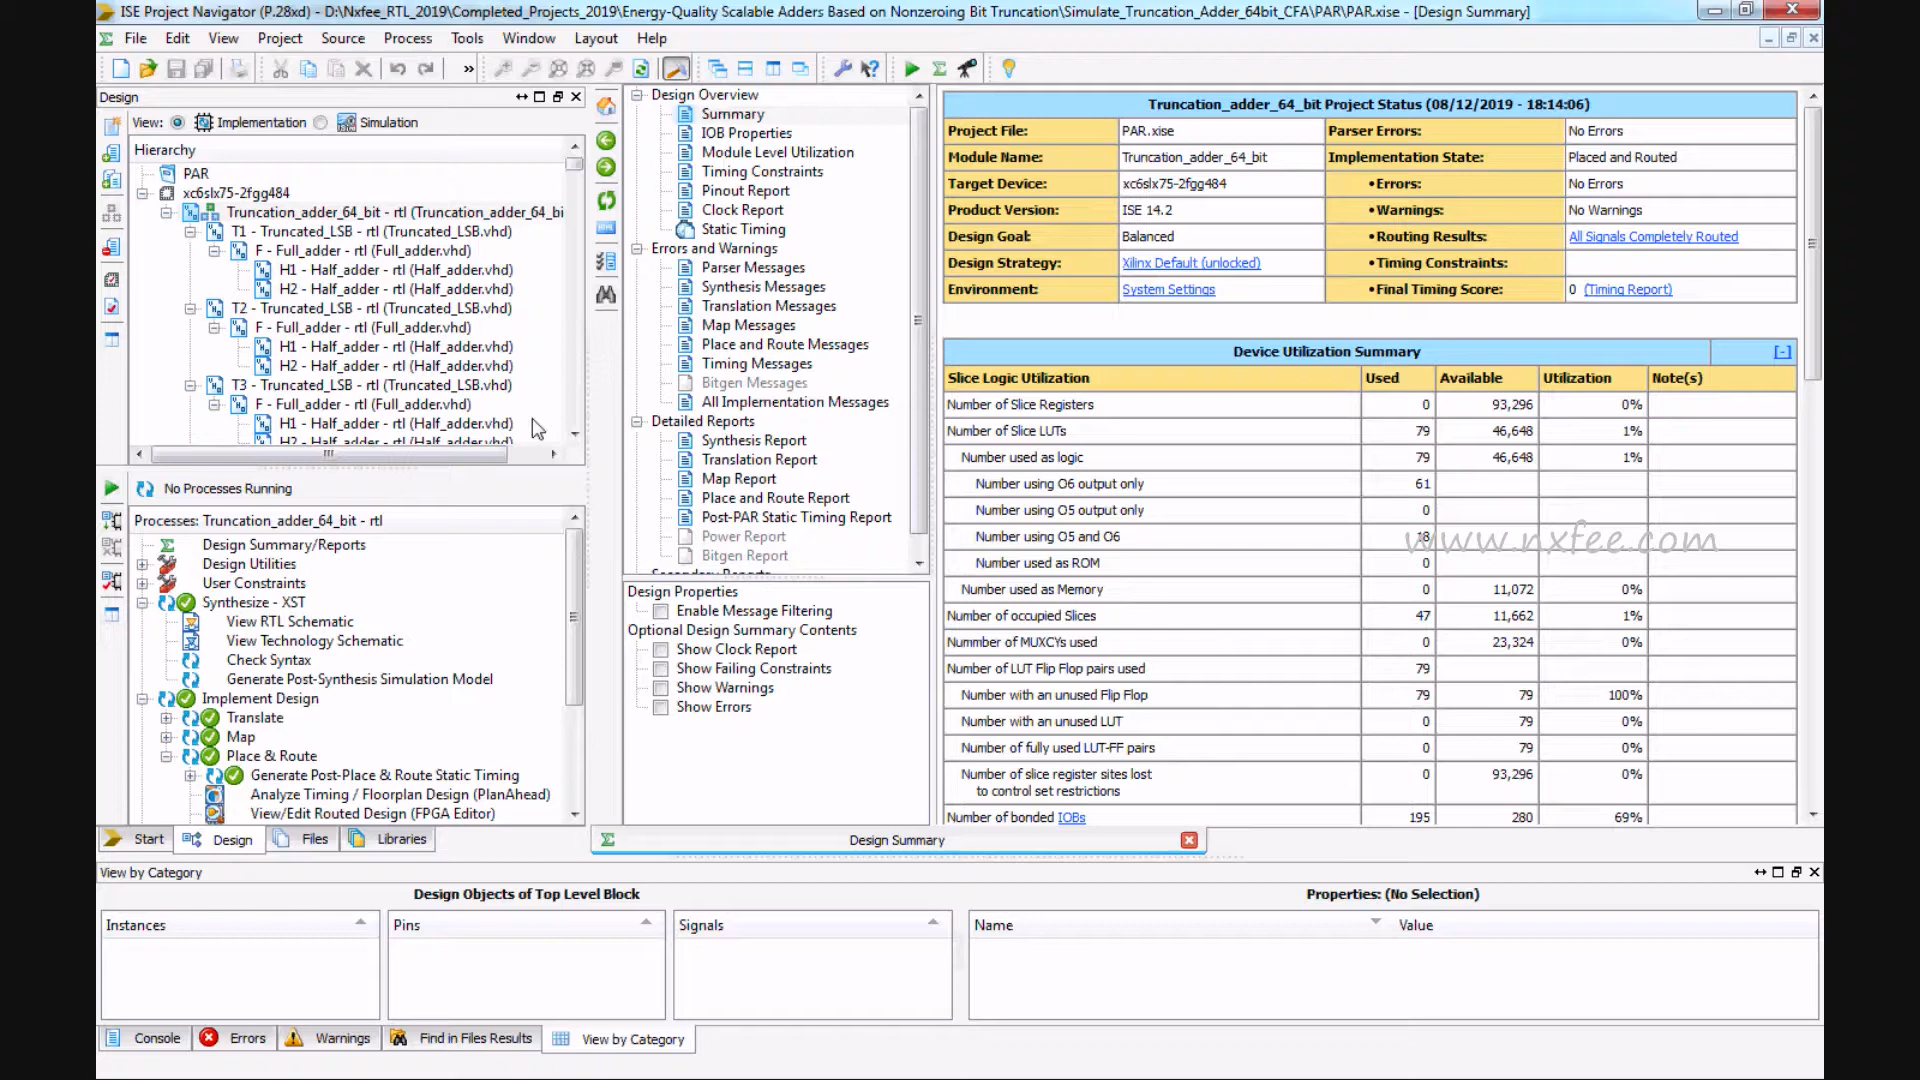 ISE Project Navigator (P.28xd) - D:\Nxfee_RTL_2019\Completed_Projects_2019\Energy-Quality Scalable Adders Based on Nonzeroing Bit Truncation\Simulate_Truncation_Adder_64bit_CFA\PAR\PAR.xise - [Design Summary]
File Edit View Project Source Process Tools Window Layout Help
Design
View: Implementation Simulation
Hierarchy
PAR
xc6slx75-2fgg484
Truncation_adder_64_bit - rtl (Truncation_adder_64_bi
T1 - Truncated_LSB - rtl (Truncated_LSB.vhd)
F - Full_adder - rtl (Full_adder.vhd)
H1 - Half_adder - rtl (Half_adder.vhd)
H2 - Half_adder - rtl (Half_adder.vhd)
T2 - Truncated_LSB - rtl (Truncated_LSB.vhd)
F - Full_adder - rtl (Full_adder.vhd)
H1 - Half_adder - rtl (Half_adder.vhd)
H2 - Half_adder - rtl (Half_adder.vhd)
T3 - Truncated_LSB - rtl (Truncated_LSB.vhd)
F - Full_adder - rtl (Full_adder.vhd)
H1 - Half_adder - rtl (Half_adder.vhd)
H2 - Half_adder - rtl (Half_adder.vhd)
No Processes Running
Processes: Truncation_adder_64_bit - rtl
Design Summary/Reports
Design Utilities
User Constraints
Synthesize - XST
View RTL Schematic
View Technology Schematic
Check Syntax
Generate Post-Synthesis Simulation Model
Implement Design
Translate
Map
Place & Route
Generate Post-Place & Route Static Timing
Analyze Timing / Floorplan Design (PlanAhead)
View/Edit Routed Design (FPGA Editor)
Start Design Files Libraries
Design Overview
Summary
IOB Properties
Module Level Utilization
Timing Constraints
Pinout Report
Clock Report
Static Timing
Errors and Warnings
Parser Messages
Synthesis Messages
Translation Messages
Map Messages
Place and Route Messages
Timing Messages
Bitgen Messages
All Implementation Messages
Detailed Reports
Synthesis Report
Translation Report
Map Report
Place and Route Report
Post-PAR Static Timing Report
Power Report
Bitgen Report
Secondary Reports
Design Properties
Enable Message Filtering
Optional Design Summary Contents
Show Clock Report
Show Failing Constraints
Show Warnings
Show Errors
Truncation_adder_64_bit Project Status (08/12/2019 - 18:14:06)
Project File: PAR.xise Parser Errors: No Errors
Module Name: Truncation_adder_64_bit Implementation State: Placed and Routed
Target Device: xc6slx75-2fgg484 •Errors: No Errors
Product Version: ISE 14.2 •Warnings: No Warnings
Design Goal: Balanced •Routing Results: All Signals Completely Routed
Design Strategy: Xilinx Default (unlocked) •Timing Constraints:
Environment: System Settings •Final Timing Score: 0 (Timing Report)
Device Utilization Summary [-]
Slice Logic Utilization Used Available Utilization Note(s)
Number of Slice Registers 0 93,296 0%
Number of Slice LUTs 79 46,648 1%
Number used as logic 79 46,648 1%
Number using O6 output only 61
Number using O5 output only 0
Number using O5 and O6 18
www.nxfee.com
Number used as ROM 0
Number used as Memory 0 11,072 0%
Number of occupied Slices 47 11,662 1%
Nummber of MUXCYs used 0 23,324 0%
Number of LUT Flip Flop pairs used 79
Number with an unused Flip Flop 79 79 100%
Number with an unused LUT 0 79 0%
Number of fully used LUT-FF pairs 0 79 0%
Number of slice register sites lost 0 93,296 0%
to control set restrictions
Number of bonded IOBs 195 280 69%
Design Summary
View by Category
Design Objects of Top Level Block
Properties: (No Selection)
Instances Pins Signals Name Value
Console Errors Warnings Find in Files Results View by Category